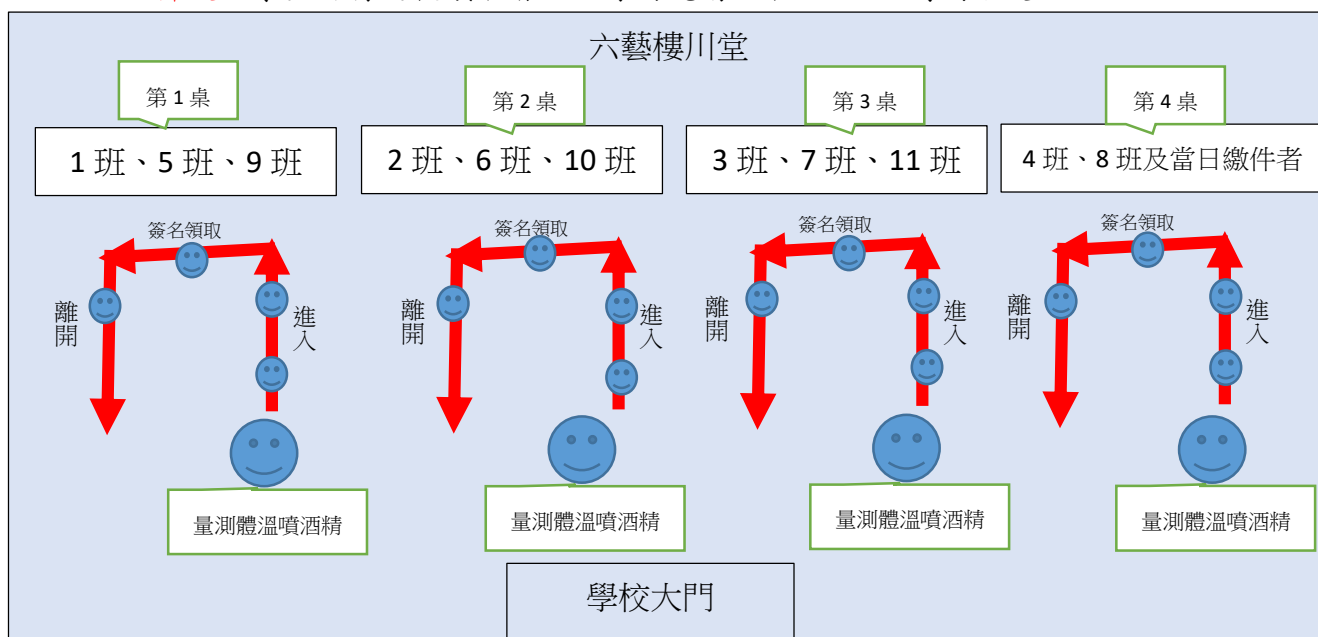 六藝樓川堂
第 1 桌
第 2 桌
第 3 桌
第 4 桌
1 班、5 班、9 班
2 班、6 班、10 班
3 班、7 班、11 班
4 班、8 班及當日繳件者
簽名領取
簽名領取
簽名領取
簽名領取
離開
進入
離開
進入
離開
進入
離開
進入
量測體溫噴酒精
量測體溫噴酒精
量測體溫噴酒精
量測體溫噴酒精
學校大門